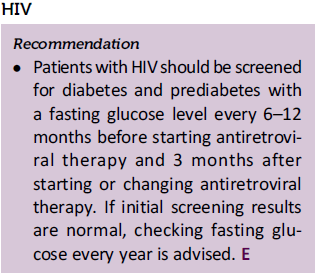 HIV
Recommendation
• Patients with HIV should be screened
for diabetes and prediabetes with
a fasting glucose level every 6–12
months before starting antiretrovi-
ral therapy and 3 months after
starting or changing antiretroviral
therapy. If initial screening results
are normal, checking fasting glu-
cose every year is advised. E